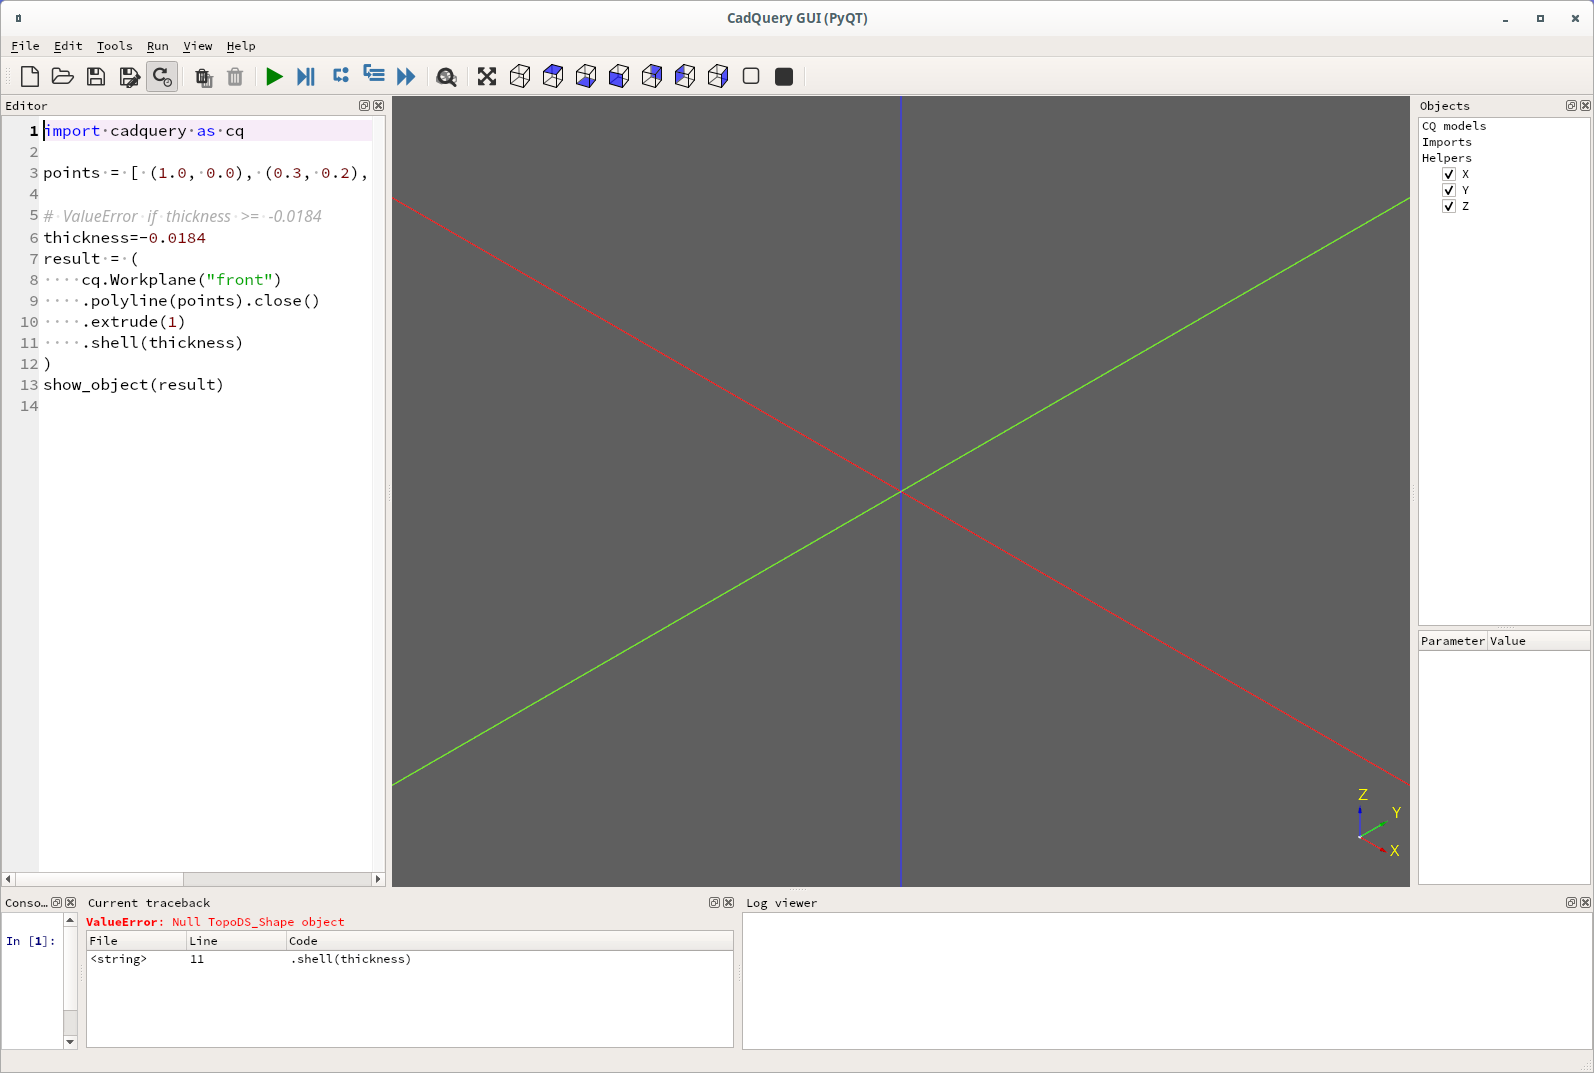 CadQuery GUI (PyQT)
File Edit Tools Run View Help
Editor
1 import cadquery as cq
2
3 points = [ (1.0, 0.0), (0.3, 0.2),
4
5 # ValueError if thickness >= -0.0184
6 thickness=-0.0184
7 result = (
8 cq.Workplane("front")
9 .polyline(points).close()
10 .extrude(1)
11 .shell(thickness)
12 )
13 show_object(result)
14
Z
Y
X
Objects
CQ models
Imports
Helpers
X
Y
Z
Parameter Value
Conso...
In [1]:
Current traceback
ValueError: Null TopoDS_Shape object
File Line Code
<string> 11 .shell(thickness)
Log viewer